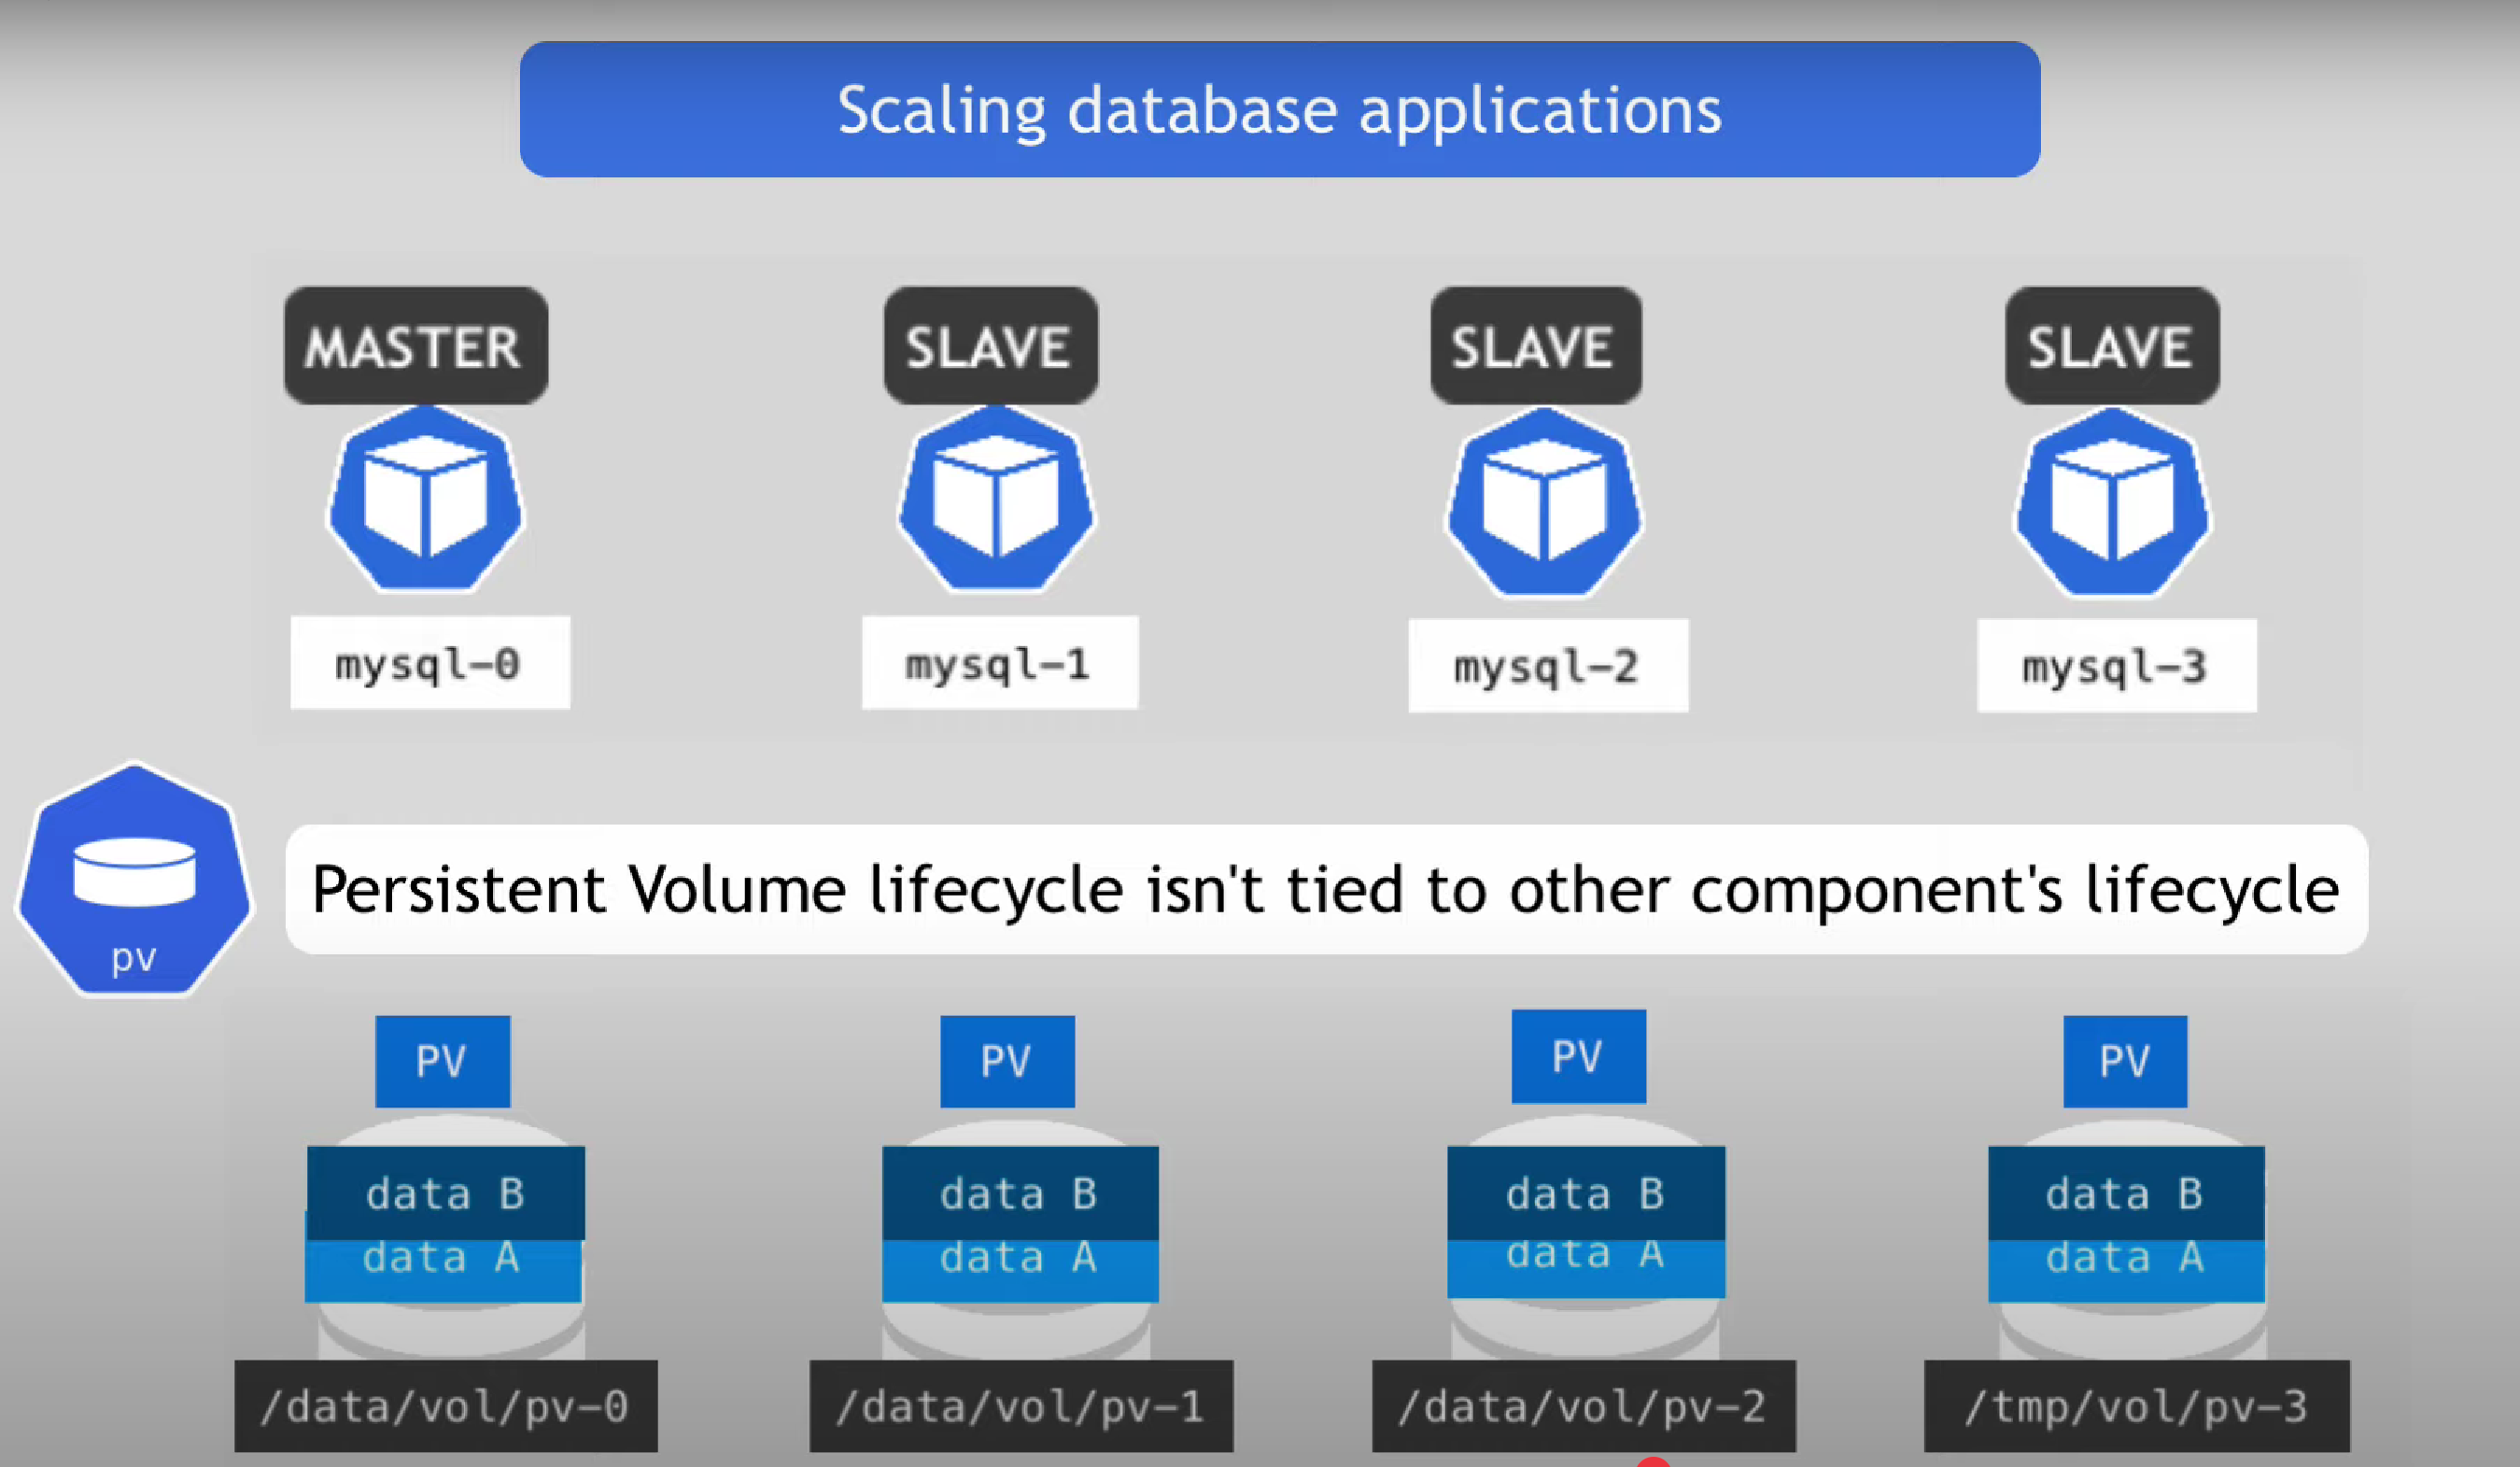 Scaling database applications
MASTER
SLAVE
SLAVE
SLAVE
mysql-0
mysql-1
mysql-2
mysql-3
pv
Persistent Volume lifecycle isn't tied to other component's lifecycle
PV
PV
PV
PV
data B
data B
data B
data B
data A
data A
data A
data A
/data/vol/pv-0
/data/vol/pv-1
/data/vol/pv-2
/tmp/vol/pv-3